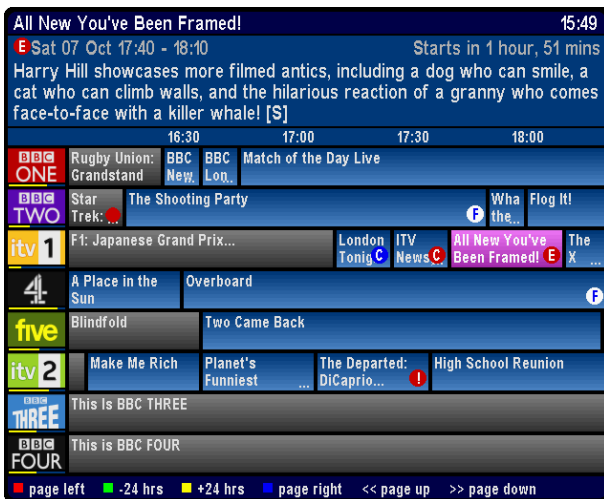 All New You've Been Framed! 15:49
E Sat 07 Oct 17:40 - 18:10 Starts in 1 hour, 51 mins
Harry Hill showcases more filmed antics, including a dog who can smile, a
cat who can climb walls, and the hilarious reaction of a granny who comes
face-to-face with a killer whale! [S]
16:30 17:00 17:30 18:00
BBC ONE
Rugby Union:
Grandstand
BBC
New..
BBC
Lon..
Match of the Day Live
BBC TWO
Star
Trek: ...
The Shooting Party
F
Wha
the...
Flog It!
itv 1
F1: Japanese Grand Prix...
London
Tonig C
ITV
News C
All New You've
Been Framed! E
The
X ...
4
A Place in the
Sun
Overboard
F
five
Blindfold
Two Came Back
itv 2
Make Me Rich
Planet's
Funniest ...
The Departed:
DiCaprio... !
High School Reunion
BBC THREE
This Is BBC THREE
BBC FOUR
This is BBC FOUR
page left -24 hrs +24 hrs page right << page up >> page down